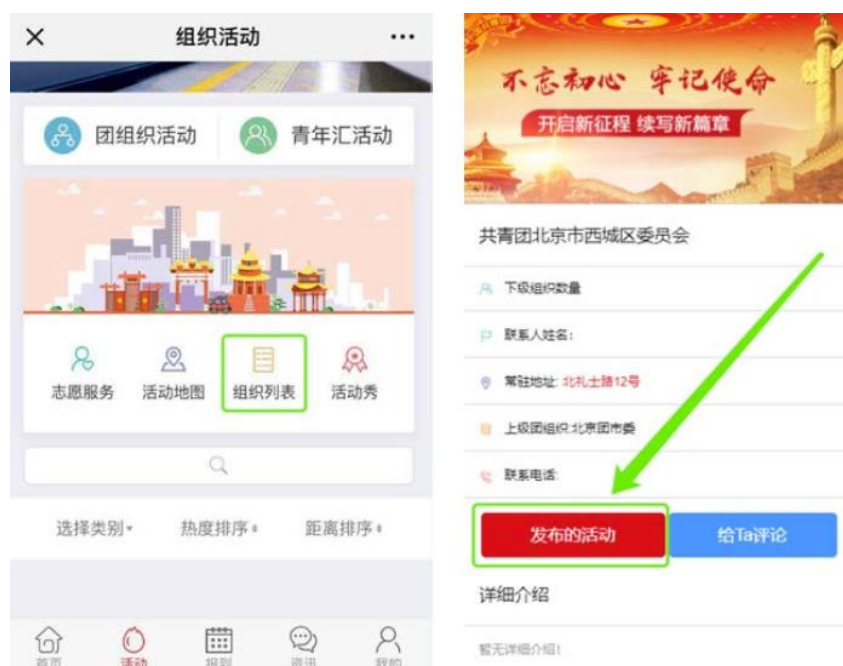 组织活动
团组织活动
青年汇活动
志愿服务
活动地图
组织列表
活动秀
选择类别
热度排序
距离排序
首页
活动
报到
资讯
我的
不忘初心 牢记使命
开启新征程 续写新篇章
共青团北京市西城区委员会
下级组织数量
联系人姓名:
常驻地址: 北礼士路12号
上级团组织:北京团市委
联系电话:
发布的活动
给Ta评论
详细介绍
暂无详细介绍!